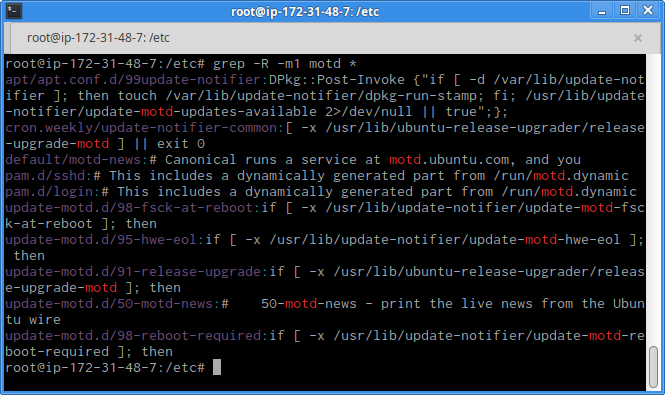 root@ip-172-31-48-7: /etc
root@ip-172-31-48-7: /etc
root@ip-172-31-48-7:/etc# grep -R -m1 motd *
apt/apt.conf.d/99update-notifier:DPkg::Post-Invoke {"if [ -d /var/lib/update-not
ifier ]; then touch /var/lib/update-notifier/dpkg-run-stamp; fi; /usr/lib/update
-notifier/update-motd-updates-available 2>/dev/null || true";};
cron.weekly/update-notifier-common:[ -x /usr/lib/ubuntu-release-upgrader/release
-upgrade-motd ] || exit 0
default/motd-news:# Canonical runs a service at motd.ubuntu.com, and you
pam.d/sshd:# This includes a dynamically generated part from /run/motd.dynamic
pam.d/login:# This includes a dynamically generated part from /run/motd.dynamic
update-motd.d/98-fsck-at-reboot:if [ -x /usr/lib/update-notifier/update-motd-fsc
k-at-reboot ]; then
update-motd.d/95-hwe-eol:if [ -x /usr/lib/update-notifier/update-motd-hwe-eol ];
 then
update-motd.d/91-release-upgrade:if [ -x /usr/lib/ubuntu-release-upgrader/releas
e-upgrade-motd ]; then
update-motd.d/50-motd-news:#    50-motd-news - print the live news from the Ubun
tu wire
update-motd.d/98-reboot-required:if [ -x /usr/lib/update-notifier/update-motd-re
boot-required ]; then
root@ip-172-31-48-7:/etc#